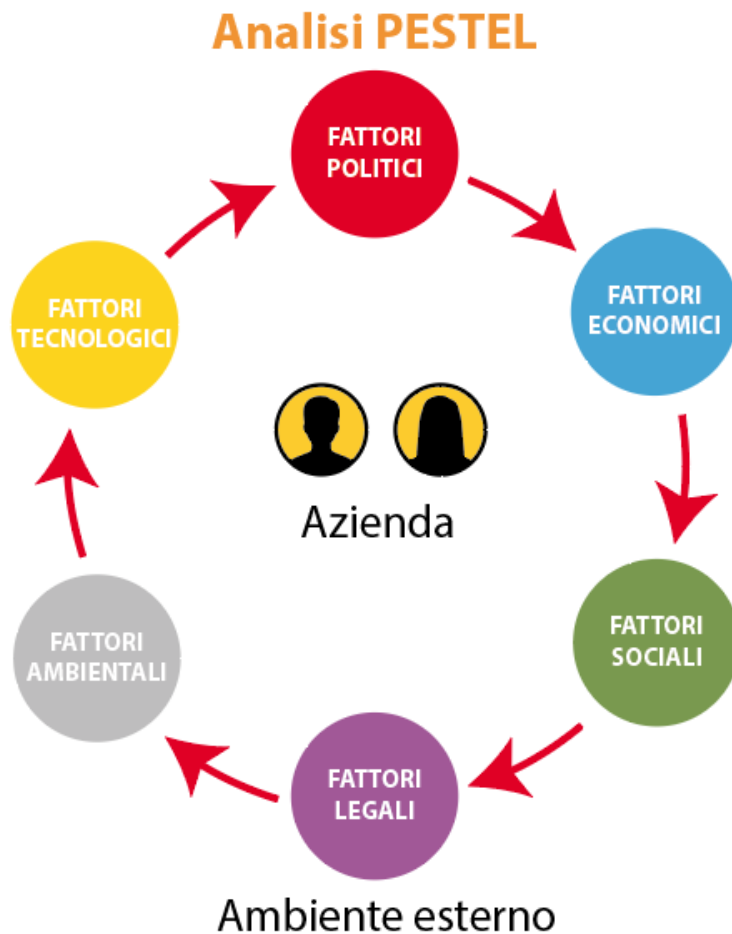 Analisi PESTEL
FATTORI
POLITICI
FATTORI
ECONOMICI
FATTORI
SOCIALI
FATTORI
LEGALI
FATTORI
AMBIENTALI
FATTORI
TECNOLOGICI
Azienda
Ambiente esterno